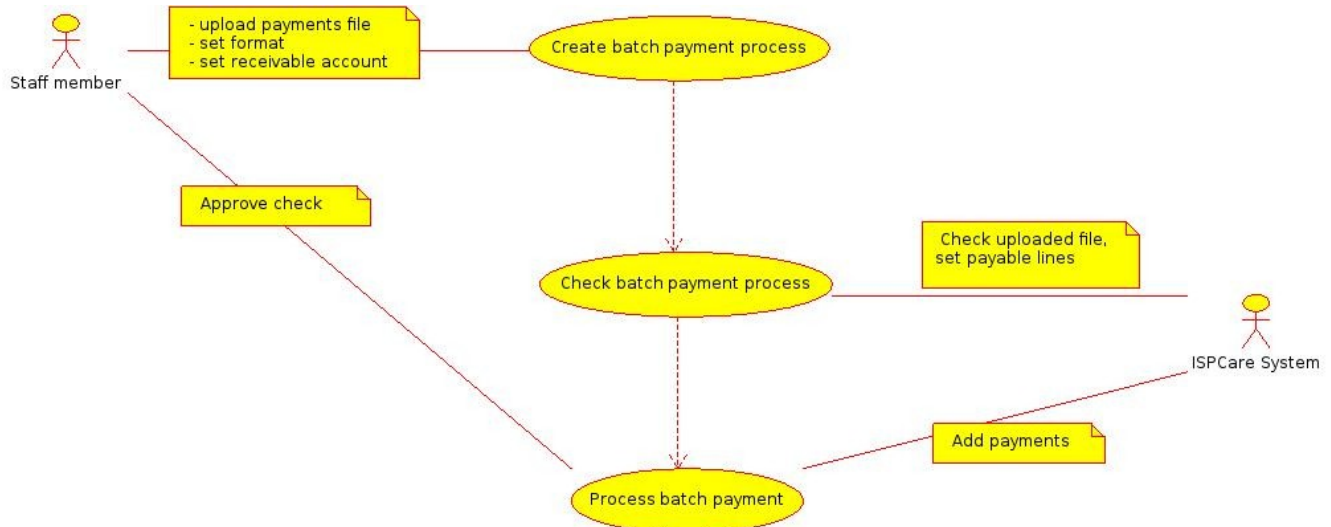 - upload payments file
- set format
- set receivable account
Create batch payment process
Staff member
Approve check
Check uploaded file,
set payable lines
Check batch payment process
ISPCare System
Add payments
Process batch payment